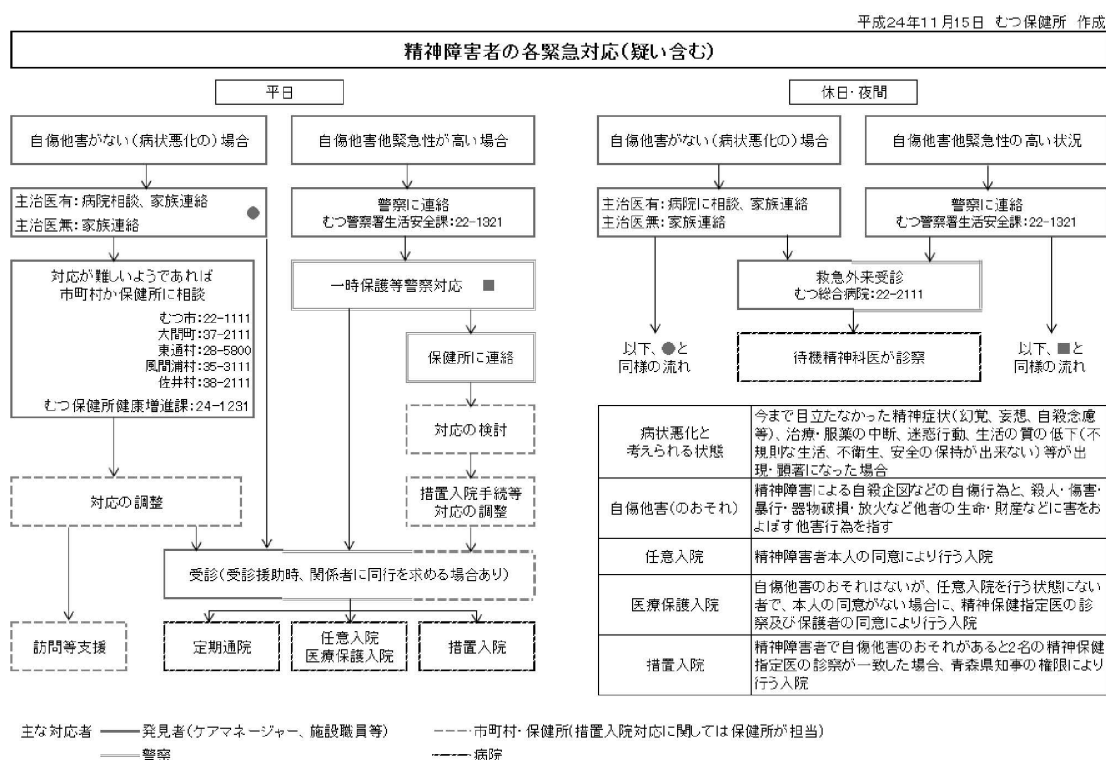 平成24年11月15日 むつ保健所 作成
精神障害者の各緊急対応(疑い含む)
平日
自傷他害がない(病状悪化の)場合
自傷他害他緊急性が高い場合
主治医有:病院相談、家族連絡 ●
主治医無:家族連絡
警察に連絡
むつ警察署生活安全課:22-1321
対応が難しいようであれば
市町村か保健所に相談
むつ市:22-1111
大間町:37-2111
東通村:28-5800
風間浦村:35-3111
佐井村:38-2111
むつ保健所健康増進課:24-1231
一時保護等警察対応 ■
保健所に連絡
対応の検討
対応の調整
措置入院手続等
対応の調整
受診(受診援助時、関係者に同行を求める場合あり)
訪問等支援
定期通院
任意入院
医療保護入院
措置入院
休日・夜間
自傷他害がない(病状悪化の)場合
自傷他害他緊急性の高い状況
主治医有:病院に相談、家族連絡
主治医無:家族連絡
警察に連絡
むつ警察署生活安全課:22-1321
救急外来受診
むつ総合病院:22-2111
以下、●と
同様の流れ
待機精神科医が診察
以下、■と
同様の流れ
病状悪化と
考えられる状態
今まで目立たなかった精神症状(幻覚、妄想、自殺念慮
等)、治療・服薬の中断、迷惑行動、生活の質の低下(不
規則な生活、不衛生、安全の保持が出来ない)等が出
現・顕著になった場合
自傷他害(のおそれ)
精神障害による自殺企図などの自傷行為と、殺人・傷害・
暴行・器物破損・放火など他者の生命・財産などに害をお
よぼす他害行為を指す
任意入院
精神障害者本人の同意により行う入院
医療保護入院
自傷他害のおそれはないが、任意入院を行う状態にない
者で、本人の同意がない場合に、精神保健指定医の診
察及び保護者の同意により行う入院
措置入院
精神障害者で自傷他害のおそれがあると2名の精神保健
指定医の診察が一致した場合、青森県知事の権限により
行う入院
主な対応者
発見者(ケアマネージャー、施設職員等)
市町村・保健所(措置入院対応に関しては保健所が担当)
警察
病院